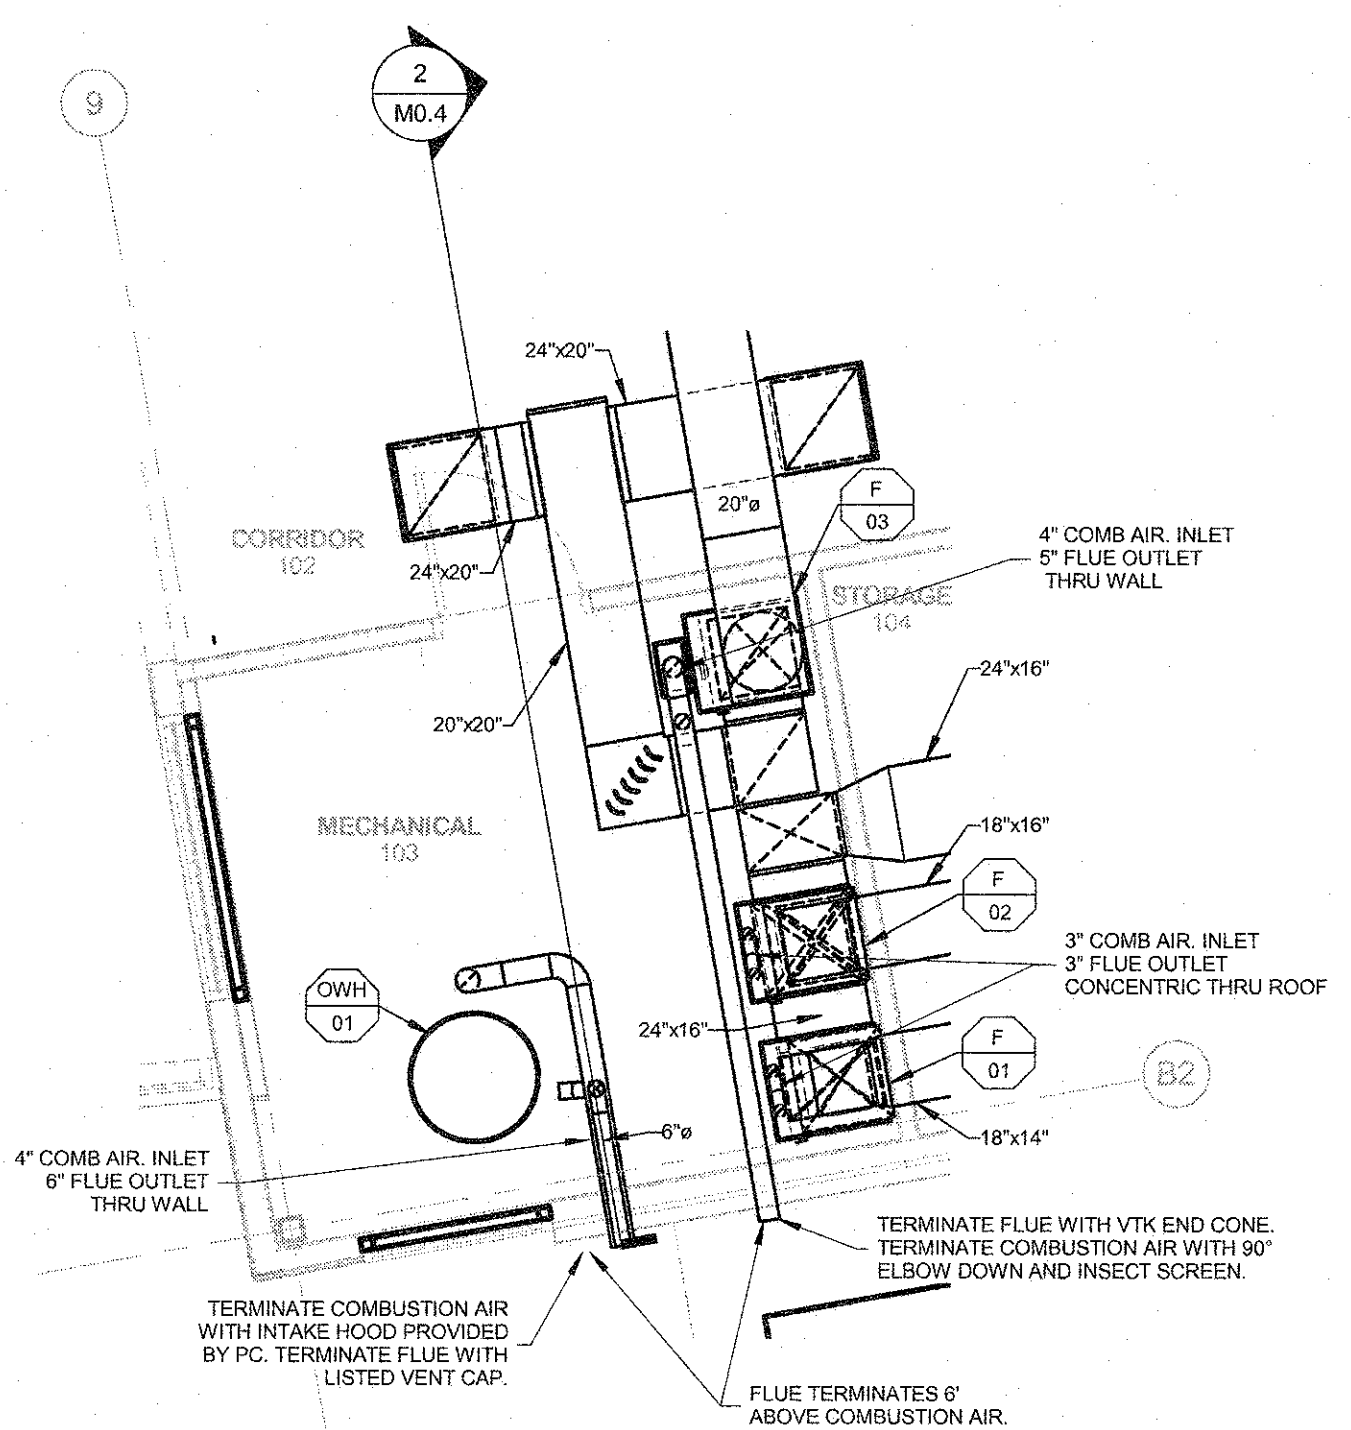 9
2
M0.4
24"x20"
20"ø
F
03
CORRIDOR
102
24"x20"
4" COMB AIR. INLET
5" FLUE OUTLET
THRU WALL
STORAGE
104
24"x16"
20"x20"
MECHANICAL
103
18"x16"
F
02
3" COMB AIR. INLET
3" FLUE OUTLET
CONCENTRIC THRU ROOF
OWH
01
24"x16"
F
01
B2
6"ø
18"x14"
4" COMB AIR. INLET
6" FLUE OUTLET
THRU WALL
TERMINATE FLUE WITH VTK END CONE.
TERMINATE COMBUSTION AIR WITH 90°
ELBOW DOWN AND INSECT SCREEN.
TERMINATE COMBUSTION AIR
WITH INTAKE HOOD PROVIDED
BY PC. TERMINATE FLUE WITH
LISTED VENT CAP.
FLUE TERMINATES 6'
ABOVE COMBUSTION AIR.